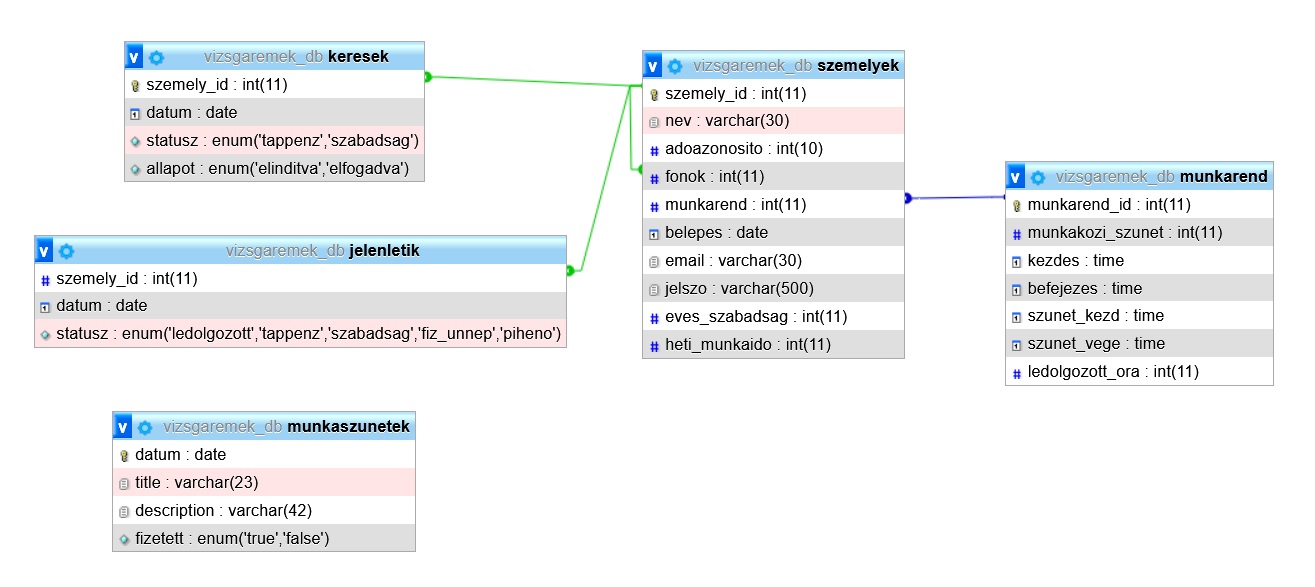 v vizsgaremek_db keresek
szemely_id : int(11)
datum : date
statusz : enum('tappenz','szabadsag')
allapot : enum('elinditva','elfogadva')
v vizsgaremek_db szemelyek
szemely_id : int(11)
nev : varchar(30)
# adoazonosito : int(10)
# fonok : int(11)
# munkarend : int(11)
belepes : date
email : varchar(30)
jelszo : varchar(500)
# eves_szabadsag : int(11)
# heti_munkaido : int(11)
v vizsgaremek_db munkarend
munkarend_id : int(11)
# munkakozi_szunet : int(11)
kezdes : time
befejezes : time
szunet_kezd : time
szunet_vege : time
# ledolgozott_ora : int(11)
v vizsgaremek_db jelenletik
# szemely_id : int(11)
datum : date
statusz : enum('ledolgozott','tappenz','szabadsag','fiz_unnep','piheno')
v vizsgaremek_db munkaszunetek
datum : date
title : varchar(23)
description : varchar(42)
fizetett : enum('true','false')